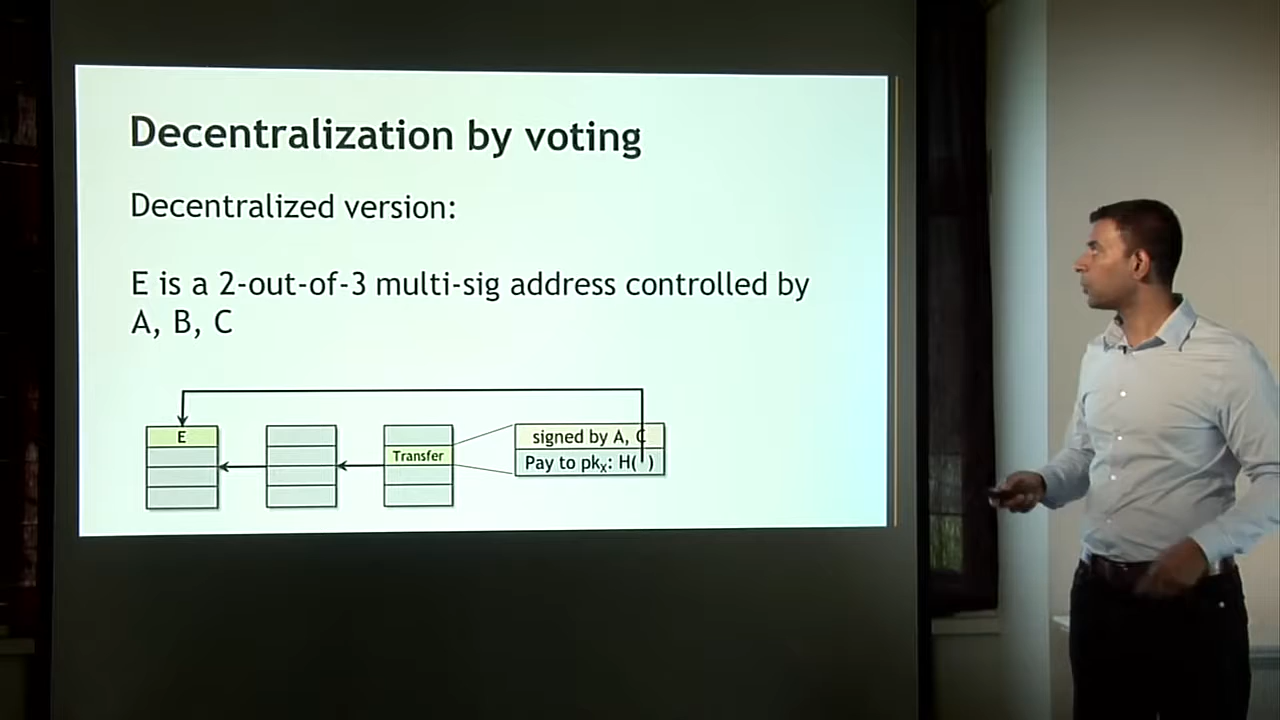 Decentralization by voting
Decentralized version:
E is a 2-out-of-3 multi-sig address controlled by
A, B, C
E
Transfer
signed by A, C
Pay to pkₓ: H( )